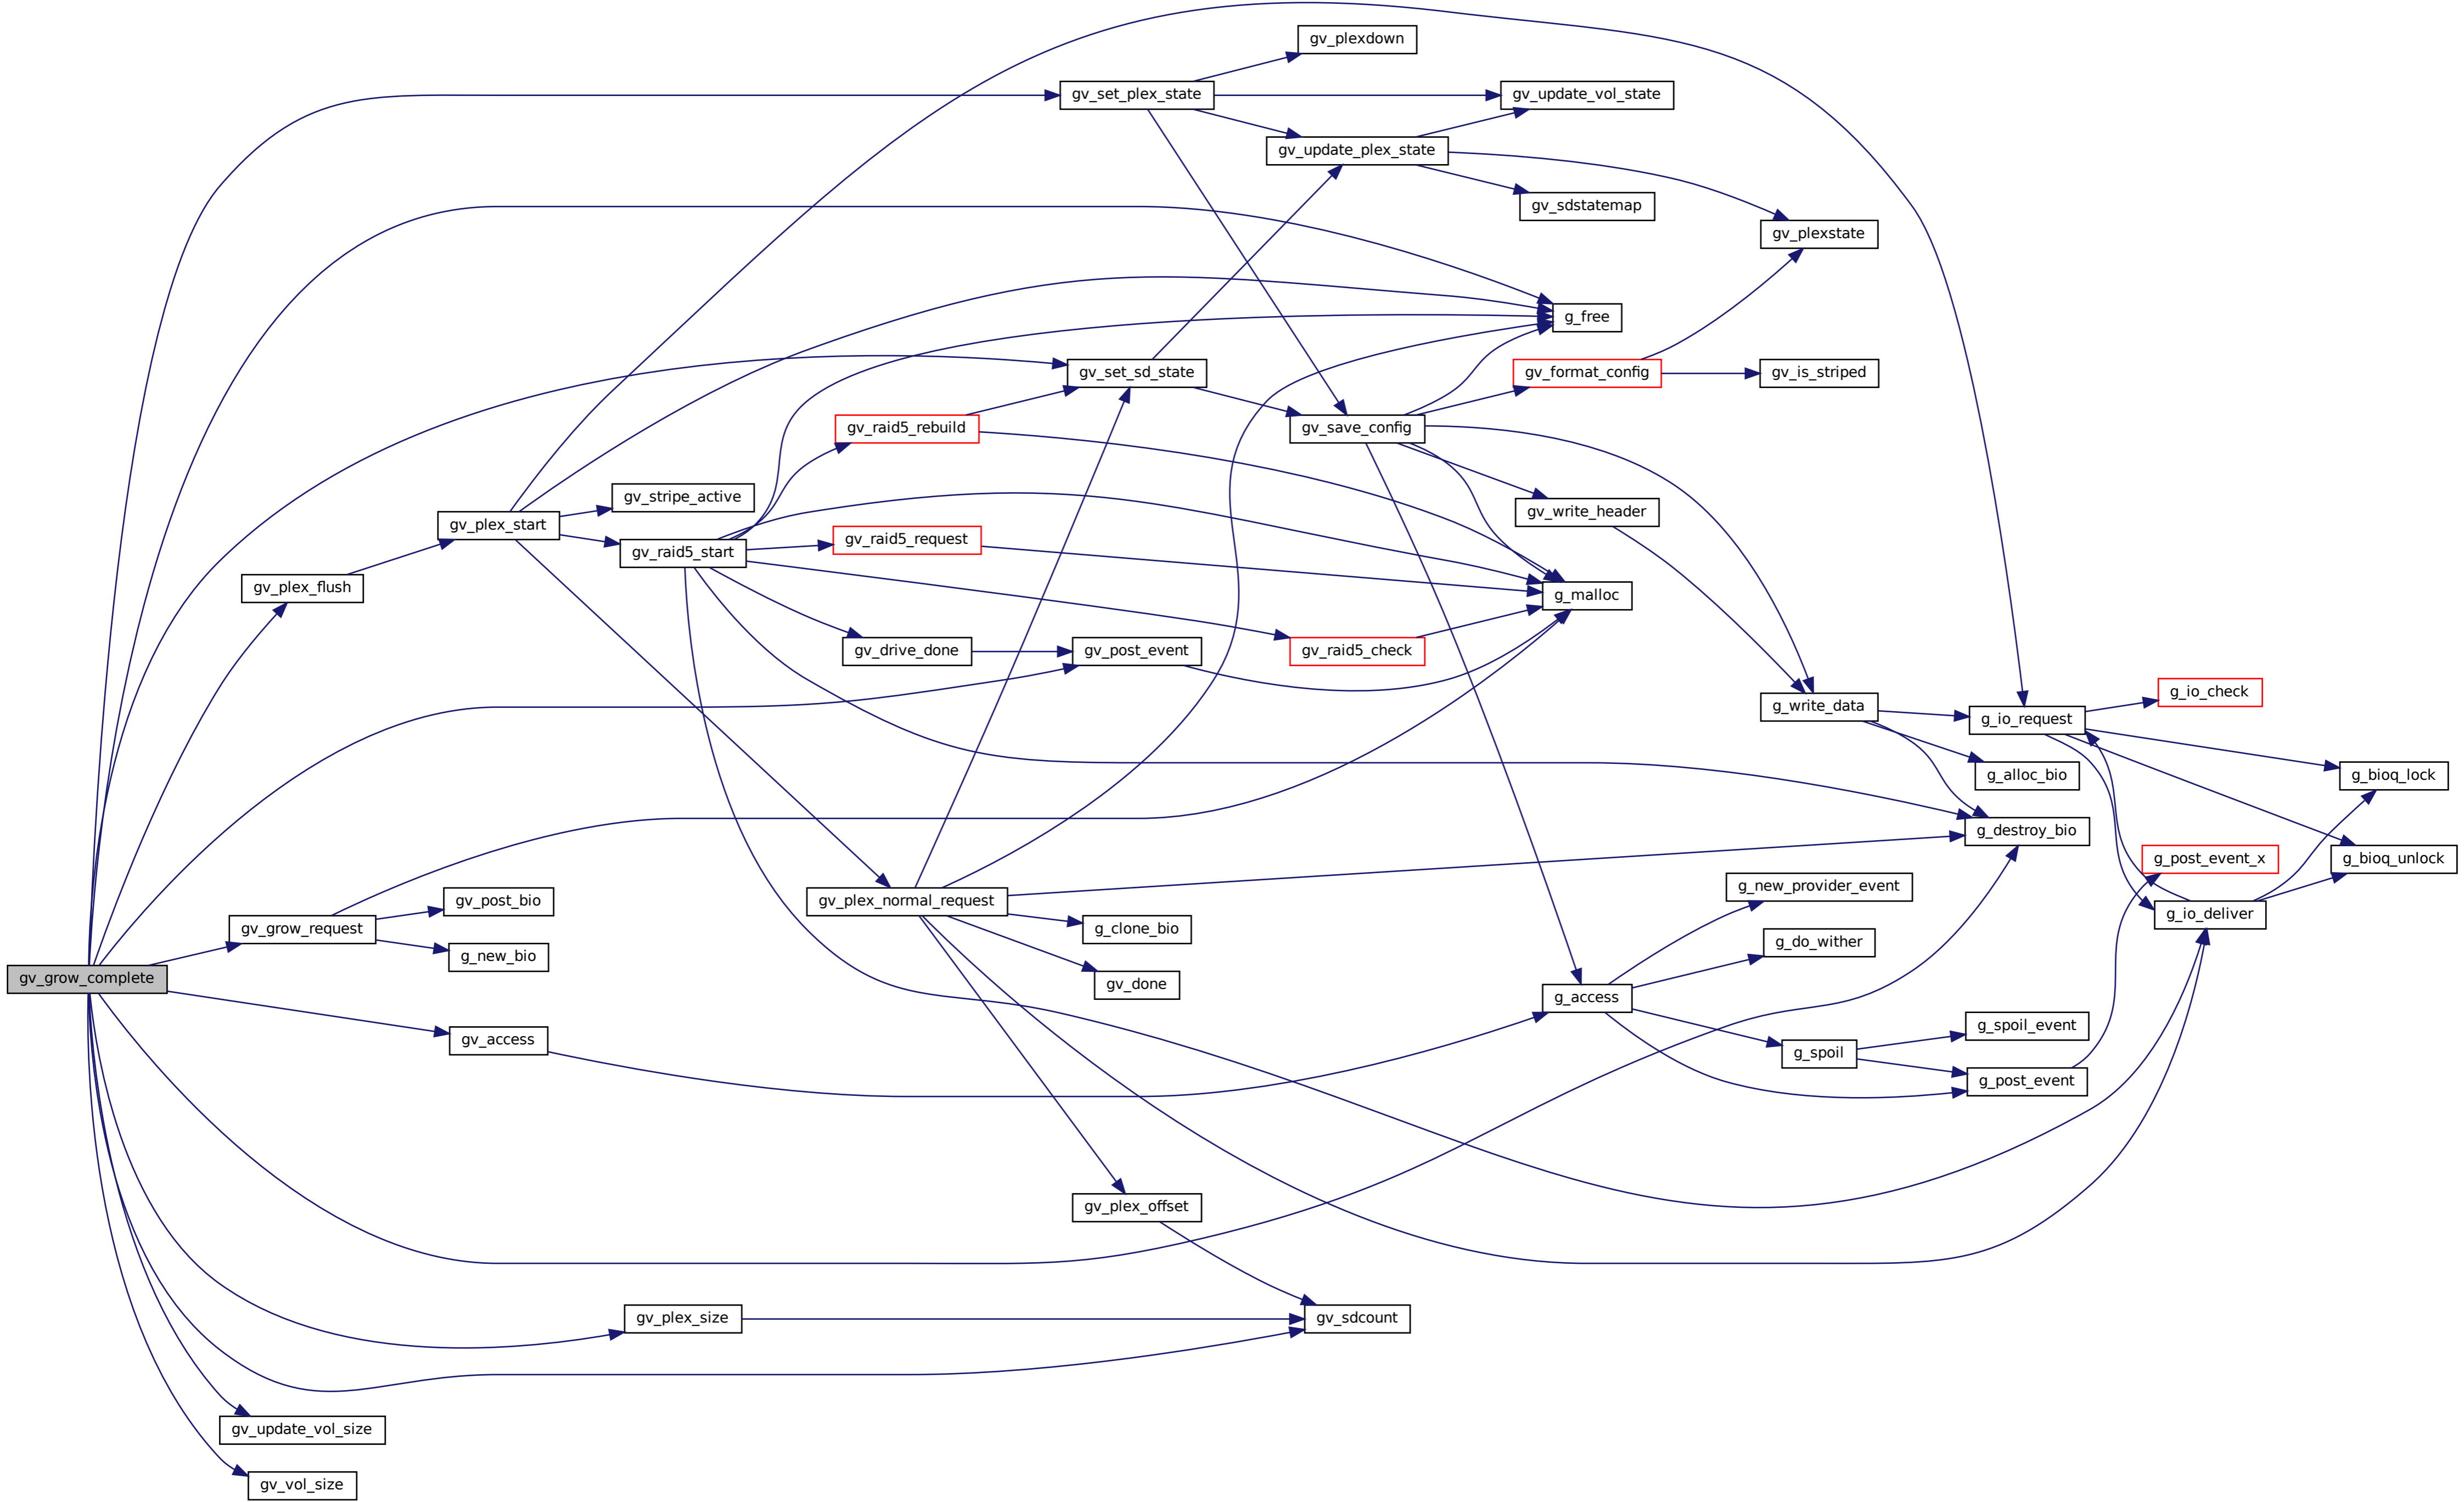 gv_plexdown
gv_set_plex_state
gv_update_vol_state
gv_update_plex_state
gv_sdstatemap
gv_plexstate
g_free
gv_set_sd_state
gv_format_config
gv_is_striped
gv_raid5_rebuild
gv_save_config
gv_stripe_active
gv_plex_start
gv_write_header
gv_raid5_start
gv_raid5_request
gv_plex_flush
g_malloc
gv_drive_done
gv_post_event
gv_raid5_check
g_io_check
g_write_data
g_io_request
g_alloc_bio
g_bioq_lock
g_destroy_bio
g_post_event_x
g_bioq_unlock
gv_post_bio
gv_plex_normal_request
g_new_provider_event
gv_grow_request
g_clone_bio
g_io_deliver
g_new_bio
g_do_wither
gv_grow_complete
gv_done
g_access
g_spoil_event
gv_access
g_spoil
g_post_event
gv_plex_offset
gv_plex_size
gv_sdcount
gv_update_vol_size
gv_vol_size